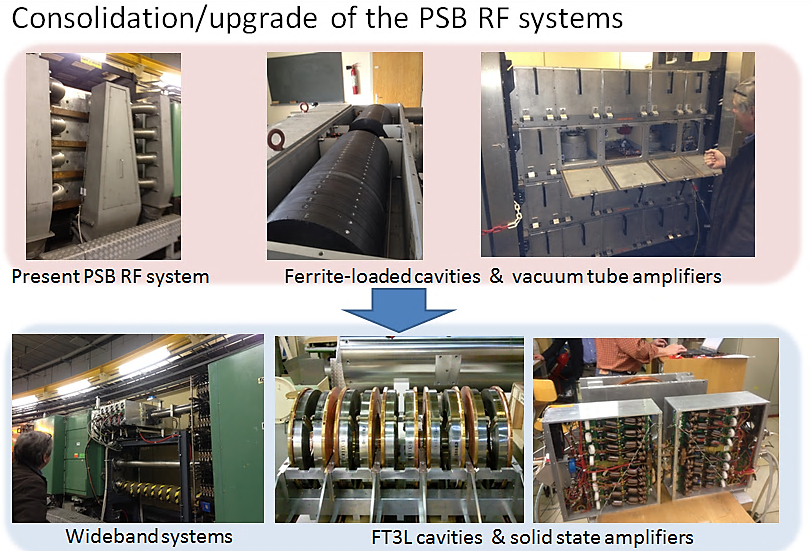 Consolidation/upgrade of the PSB RF systems
Present PSB RF system
Ferrite-loaded cavities & vacuum tube amplifiers
Wideband systems
FT3L cavities & solid state amplifiers